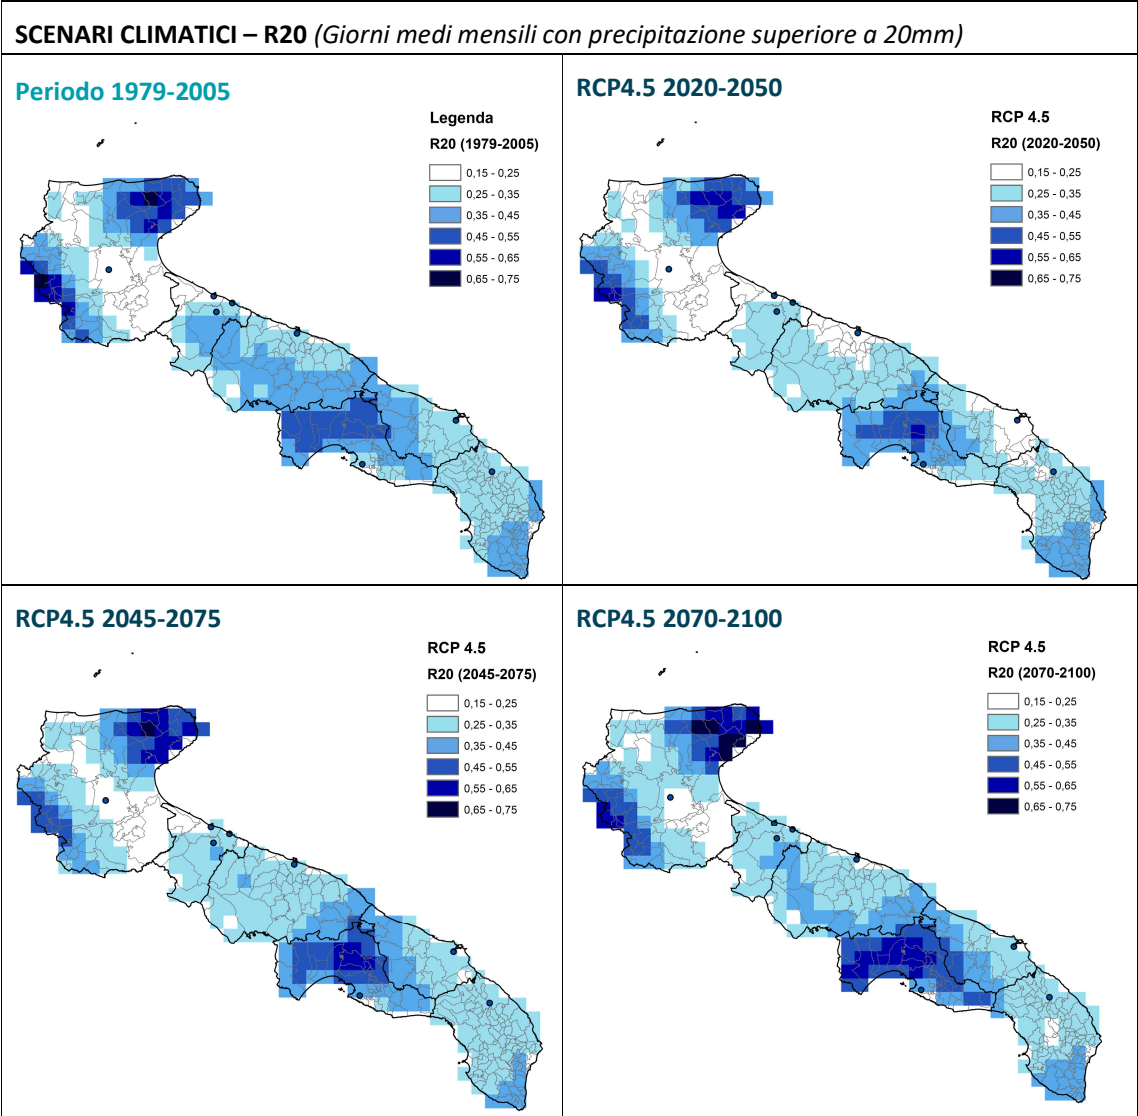 SCENARI CLIMATICI – R20 (Giorni medi mensili con precipitazione superiore a 20mm)
Periodo 1979-2005
Legenda
R20 (1979-2005)
0,15 - 0,25
0,25 - 0,35
0,35 - 0,45
0,45 - 0,55
0,55 - 0,65
0,65 - 0,75
RCP4.5 2020-2050
RCP 4.5
R20 (2020-2050)
0,15 - 0,25
0,25 - 0,35
0,35 - 0,45
0,45 - 0,55
0,55 - 0,65
0,65 - 0,75
RCP4.5 2045-2075
RCP 4.5
R20 (2045-2075)
0,15 - 0,25
0,25 - 0,35
0,35 - 0,45
0,45 - 0,55
0,55 - 0,65
0,65 - 0,75
RCP4.5 2070-2100
RCP 4.5
R20 (2070-2100)
0,15 - 0,25
0,25 - 0,35
0,35 - 0,45
0,45 - 0,55
0,55 - 0,65
0,65 - 0,75